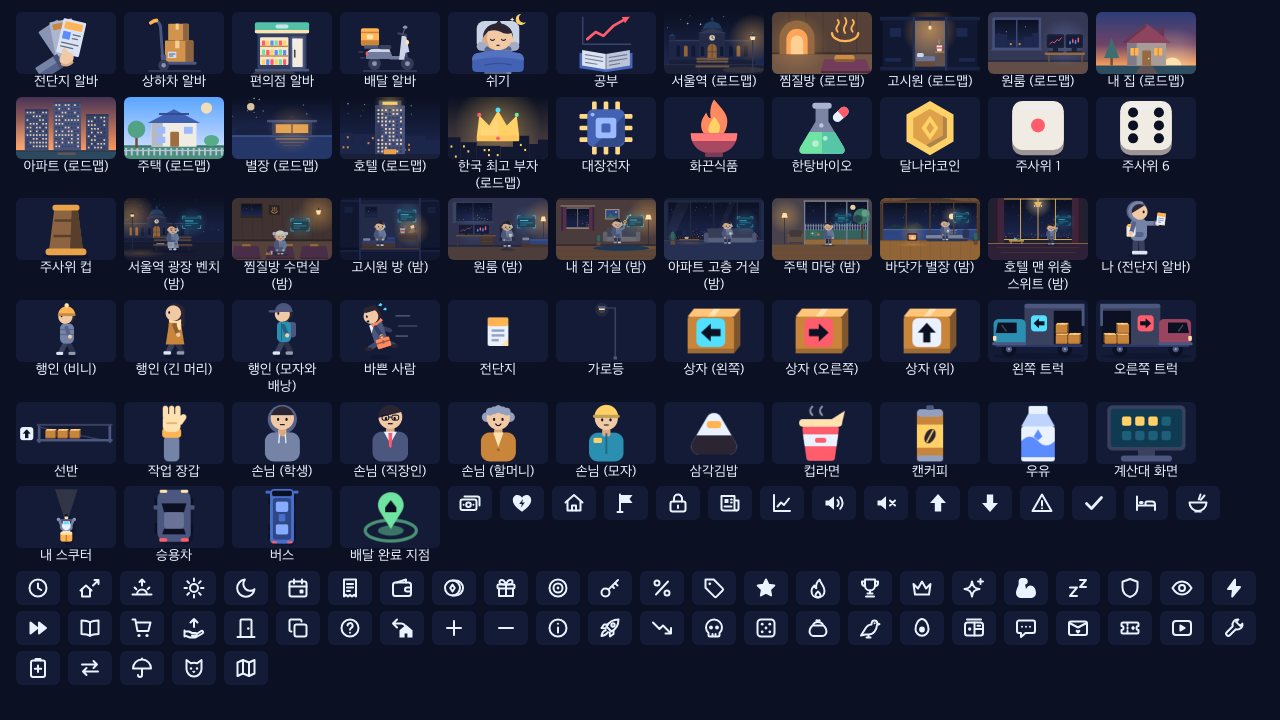 전단지 알바
상하차 알바
편의점 알바
배달 알바
쉬기
공부
서울역 (로드맵)
찜질방 (로드맵)
고시원 (로드맵)
원룸 (로드맵)
내 집 (로드맵)
아파트 (로드맵)
주택 (로드맵)
별장 (로드맵)
호텔 (로드맵)
한국 최고 부자
(로드맵)
대장전자
화끈식품
한탕바이오
달나라코인
주사위 1
주사위 6
주사위 컵
서울역 광장 벤치
(밤)
찜질방 수면실
(밤)
고시원 방 (밤)
원룸 (밤)
내 집 거실 (밤)
아파트 고층 거실
(밤)
주택 마당 (밤)
바닷가 별장 (밤)
호텔 맨 위층
스위트 (밤)
나 (전단지 알바)
행인 (비니)
행인 (긴 머리)
행인 (모자와
배낭)
바쁜 사람
전단지
가로등
상자 (왼쪽)
상자 (오른쪽)
상자 (위)
왼쪽 트럭
오른쪽 트럭
선반
작업 장갑
손님 (학생)
손님 (직장인)
손님 (할머니)
손님 (모자)
삼각김밥
컵라면
캔커피
우유
계산대 화면
내 스쿠터
승용차
버스
배달 완료 지점